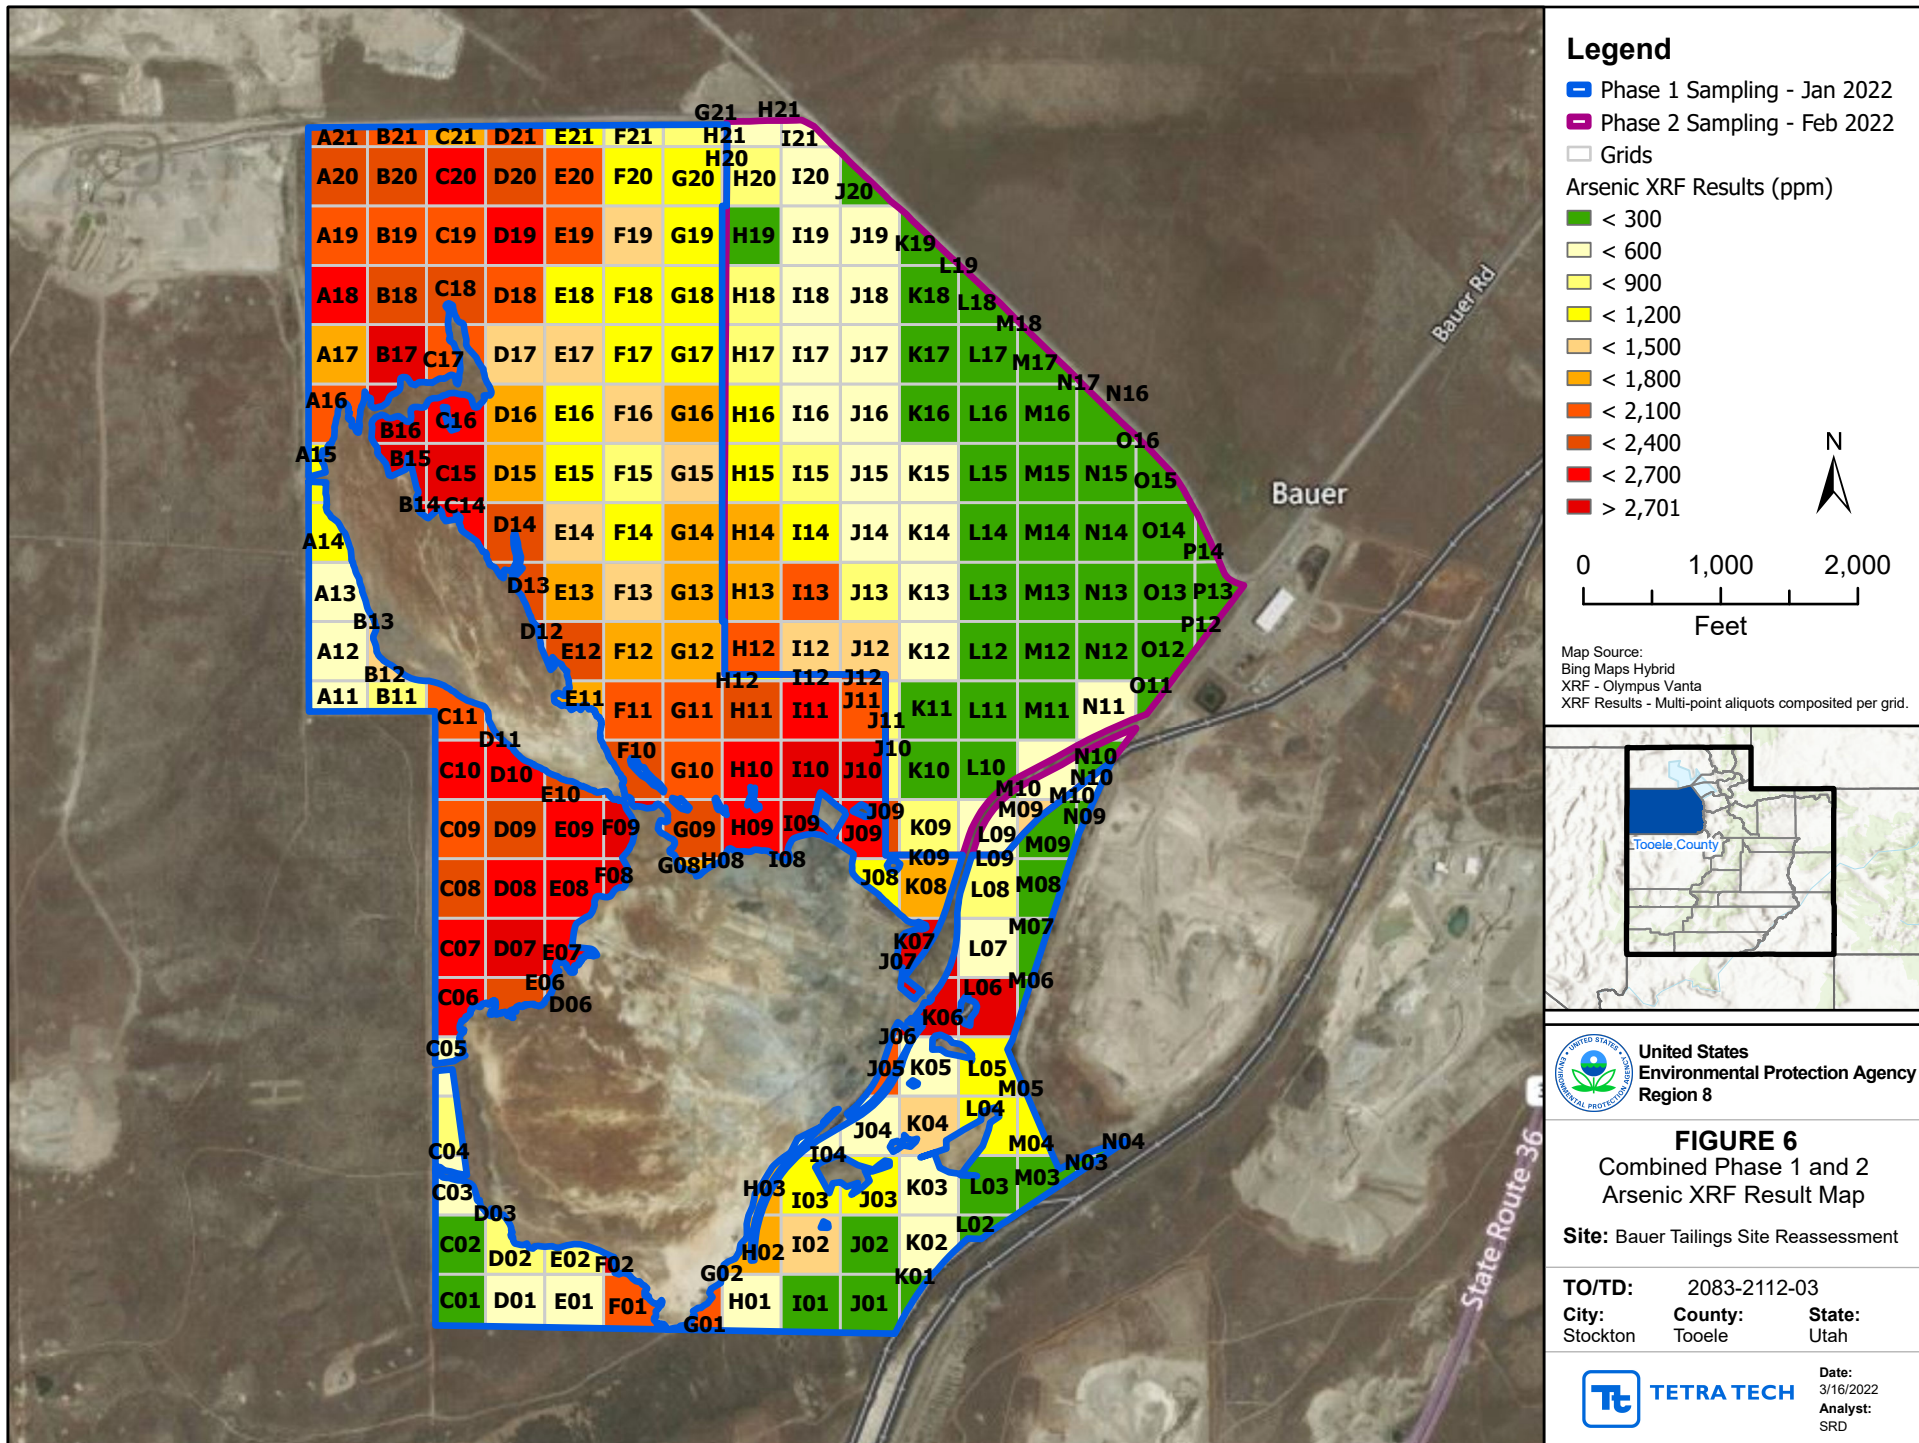 G21 H21
A21 B21 C21 D21 E21 F21 H21 I21
H20
A20 B20 C20 D20 E20 F20 G20 H20 I20 J20
A19 B19 C19 D19 E19 F19 G19 H19 I19 J19 K19
L19
A18 B18 C18 D18 E18 F18 G18 H18 I18 J18 K18 L18
M18
A17 B17 C17 D17 E17 F17 G17 H17 I17 J17 K17 L17 M17
N17 N16
A16 B16 C16 D16 E16 F16 G16 H16 I16 J16 K16 L16 M16
O16
A15 B15 C15 D15 E15 F15 G15 H15 I15 J15 K15 L15 M15 N15 O15
B14 C14
A14 D14 E14 F14 G14 H14 I14 J14 K14 L14 M14 N14 O14 P14
A13 D13 E13 F13 G13 H13 I13 J13 K13 L13 M13 N13 O13 P13
B13 D12 P12
A12 E12 F12 G12 H12 I12 J12 K12 L12 M12 N12 O12
B12 H12 I12 J12 O11
A11 B11 E11 J11
C11 F11 G11 H11 I11 J11 K11 L11 M11 N11
D11 F10 J10 N10
C10 D10 G10 H10 I10 J10 K10 L10 N10
E10 M10 M10
J09 M09 N09
C09 D09 E09 F09 G09 H09 I09 J09 K09 L09 M09
G08 H08 I08 K09 L09
C08 D08 E08 F08 J08 K08 L08 M08
M07
C07 D07 E07 K07 L07
J07
E06 M06
C06 D06 L06
K06
J06
C05 J05 K05 L05
M05
L04
K04
C04 I04 J04 M04 N04
N03
C03 H03 I03 J03 K03 L03 M03
D03 L02
C02 D02 E02 F02 G02 H02 I02 J02 K02
K01
C01 D01 E01 F01 G01 H01 I01 J01
Bauer Rd
Bauer
State Route 36
Legend
Phase 1 Sampling - Jan 2022
Phase 2 Sampling - Feb 2022
Grids
Arsenic XRF Results (ppm)
< 300
< 600
< 900
< 1,200
< 1,500
< 1,800
< 2,100
< 2,400
< 2,700
> 2,701
N
0 1,000 2,000
Feet
Map Source:
Bing Maps Hybrid
XRF - Olympus Vanta
XRF Results - Multi-point aliquots composited per grid.
Tooele County
UNITED STATES
ENVIRONMENTAL PROTECTION AGENCY
United States
Environmental Protection Agency
Region 8
FIGURE 6
Combined Phase 1 and 2
Arsenic XRF Result Map
Site: Bauer Tailings Site Reassessment
TO/TD: 2083-2112-03
City: County: State:
Stockton Tooele Utah
Tt TETRA TECH
Date:
3/16/2022
Analyst:
SRD